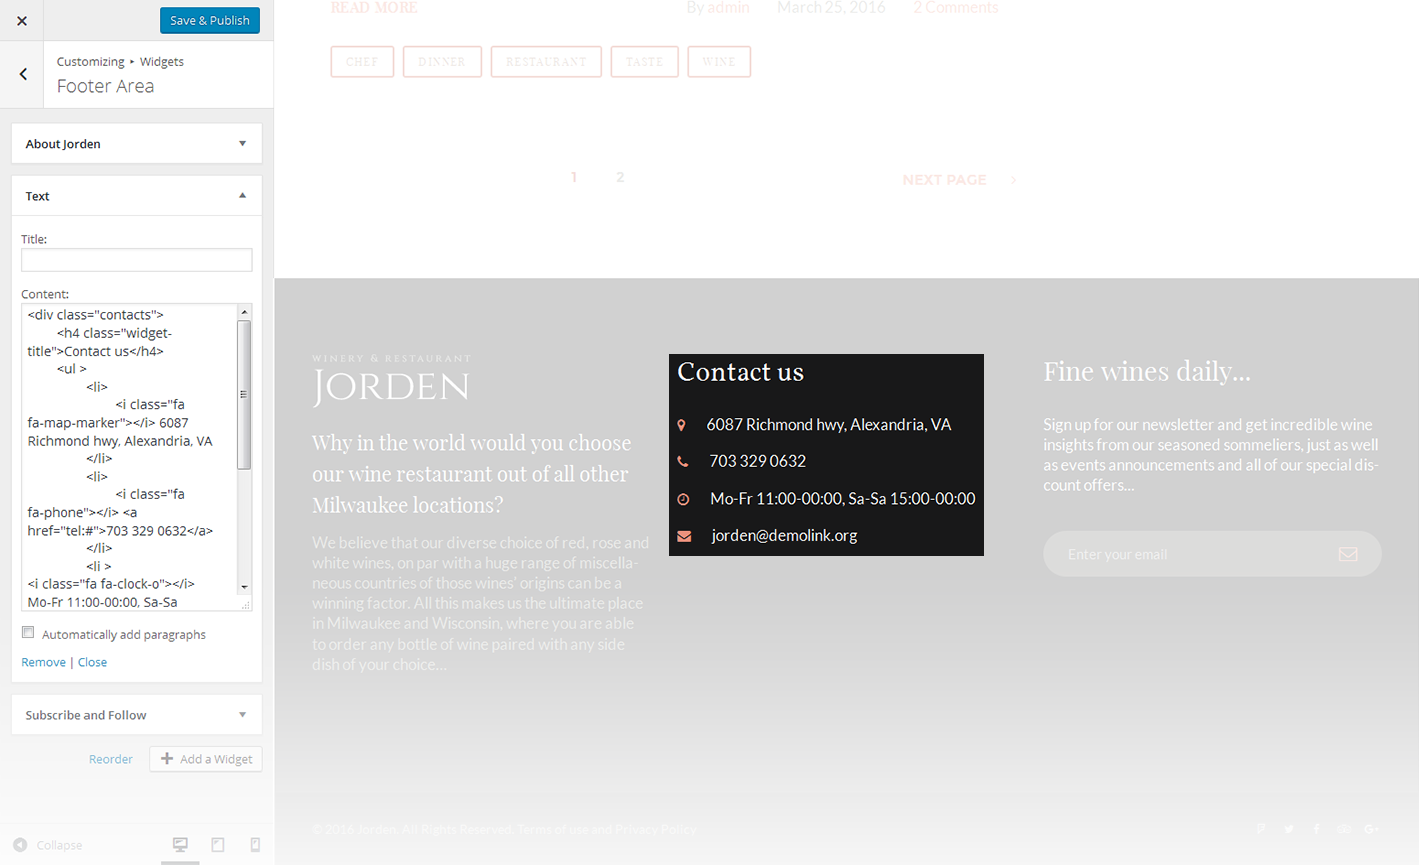 Save & Publish
Customizing ▸ Widgets
Footer Area
About Jorden
Text
Title:
Content:
<div class="contacts">
<h4 class="widget-
title">Contact us</h4>
<ul >
<li>
<i class="fa
fa-map-marker"></i> 6087
Richmond hwy, Alexandria, VA
</li>
<li>
<i class="fa
fa-phone"></i> <a
href="tel:#">703 329 0632</a>
</li>
<li >
<i class="fa fa-clock-o"></i>
Mo-Fr 11:00-00:00, Sa-Sa
Automatically add paragraphs
Remove | Close
Subscribe and Follow
Reorder
Add a Widget
Collapse
READ MORE
By admin March 25, 2016 2 Comments
CHEF DINNER RESTAURANT TASTE WINE
1 2 NEXT PAGE
WINERY & RESTAURANT
JORDEN
Why in the world would you choose
our wine restaurant out of all other
Milwaukee locations?
We believe that our diverse choice of red, rose and
white wines, on par with a huge range of miscella-
neous countries of those wines' origins can be a
winning factor. All this makes us the ultimate place
in Milwaukee and Wisconsin, where you are able
to order any bottle of wine paired with any side
dish of your choice...
Contact us
6087 Richmond hwy, Alexandria, VA
703 329 0632
Mo-Fr 11:00-00:00, Sa-Sa 15:00-00:00
jorden@demolink.org
Fine wines daily...
Sign up for our newsletter and get incredible wine
insights from our seasoned sommeliers, just as well
as events announcements and all of our special dis-
count offers...
Enter your email
© 2016 Jorden. All Rights Reserved. Terms of use and Privacy Policy